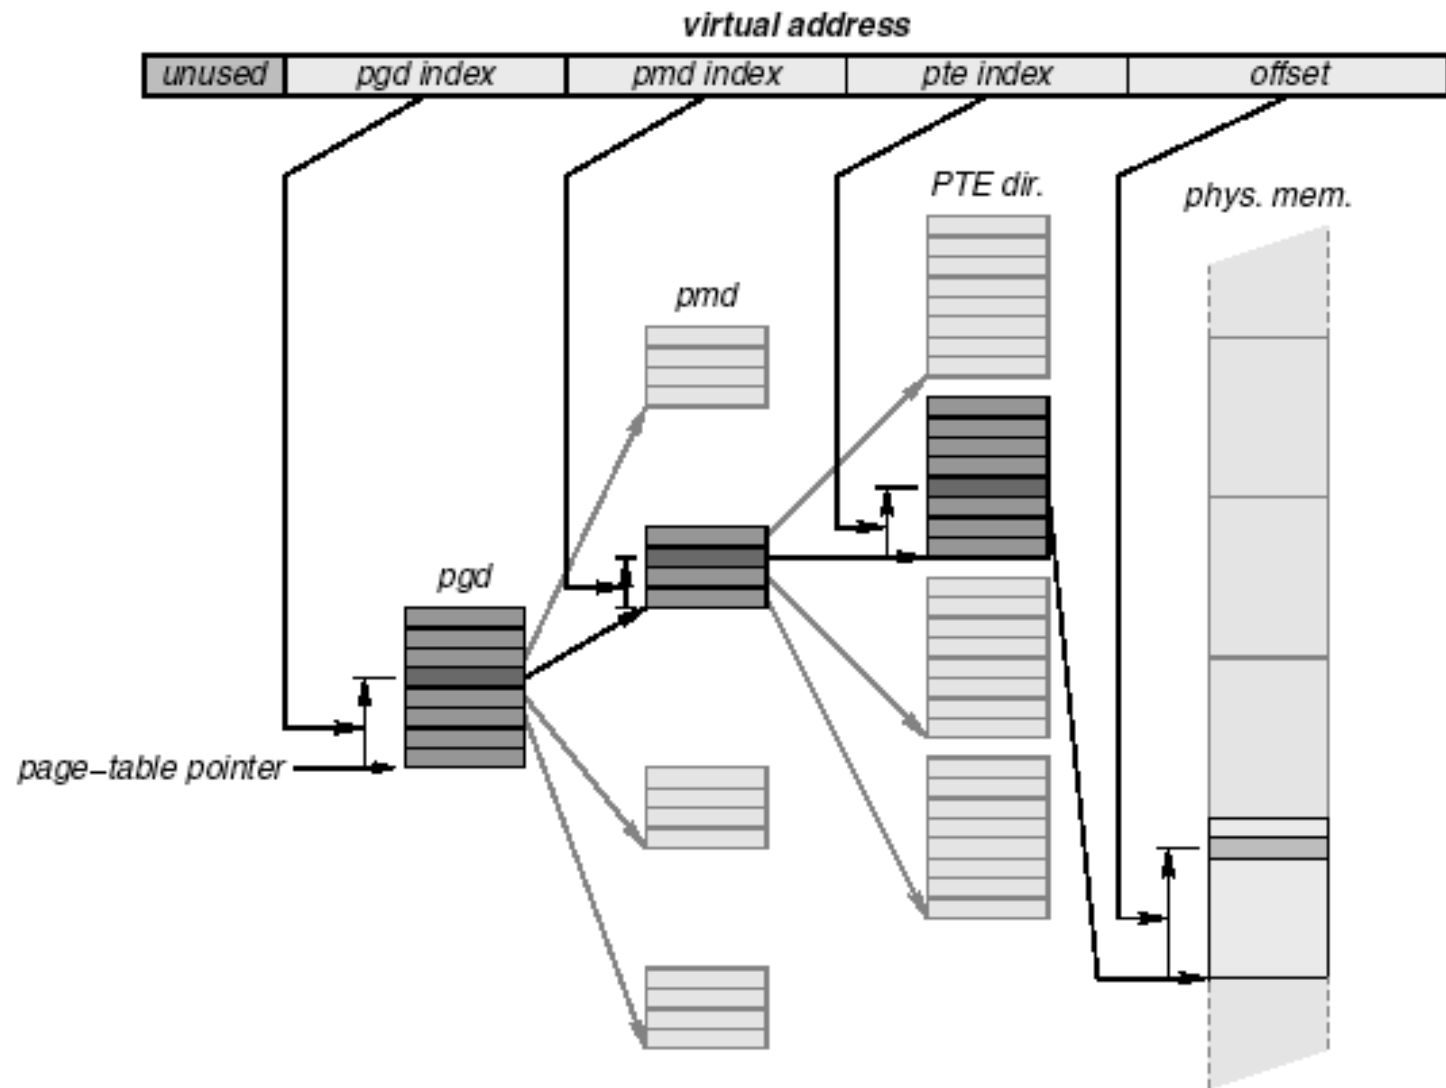 virtual address
unused pgd index pmd index pte index offset
PTE dir.
phys. mem.
pmd
pgd
page-table pointer